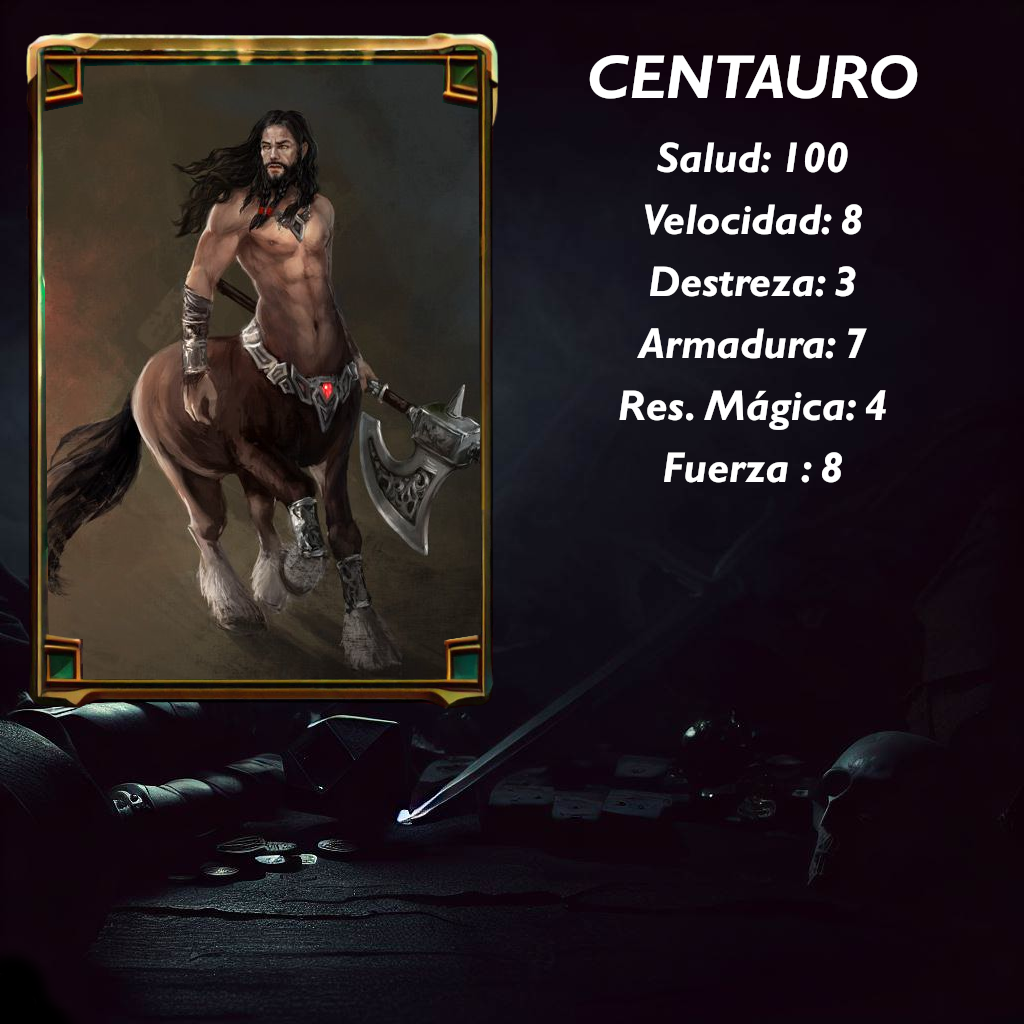 CENTAURO
Salud: 100
Velocidad: 8
Destreza: 3
Armadura: 7
Res. Mágica: 4
Fuerza : 8